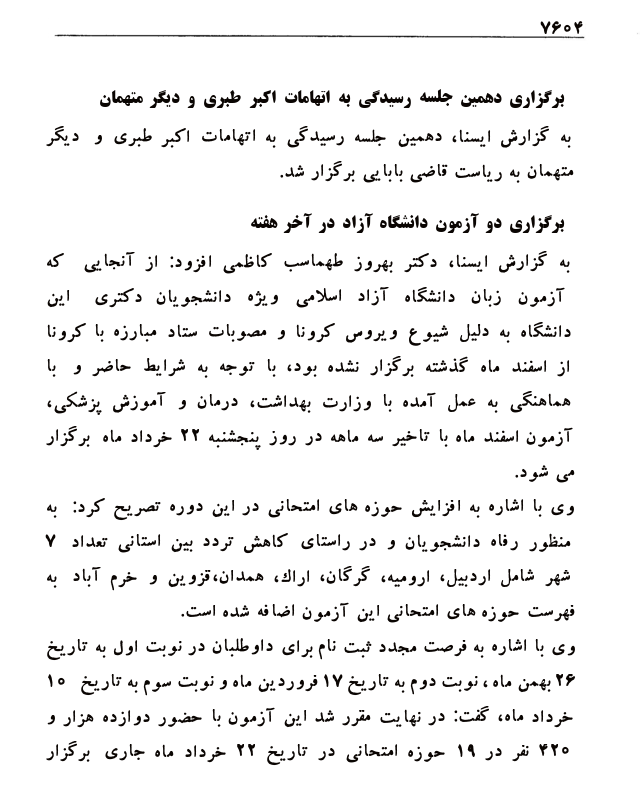 ۷۶۰۴
برگزاری دهمین جلسه رسیدگی به اتهامات اکبر طبری و دیگر متهمان
به گزارش ایسنا، دهمین جلسه رسیدگی به اتهامات اکبر طبری و دیگر
متهمان به ریاست قاضی بابایی برگزار شد.
برگزاری دو آزمون دانشگاه آزاد در آخر هفته
به گزارش ایسنا، دکتر بهروز طهماسب کاظمی افزود: از آنجایی که
آزمون زبان دانشگاه آزاد اسلامی ویژه دانشجویان دکتری این
دانشگاه به دلیل شیوع ویروس کرونا و مصوبات ستاد مبارزه با کرونا
از اسفند ماه گذشته برگزار نشده بود، با توجه به شرایط حاضر و با
هماهنگی به عمل آمده با وزارت بهداشت، درمان و آموزش پزشکی،
آزمون اسفند ماه با تاخیر سه ماهه در روز پنجشنبه ۲۲ خرداد ماه برگزار
می شود.
وی با اشاره به افزایش حوزه های امتحانی در این دوره تصریح کرد: به
منظور رفاه دانشجویان و در راستای کاهش تردد بین استانی تعداد ۷
شهر شامل اردبیل، ارومیه، گرگان، اراك، همدان،قزوین و خرم آباد به
فهرست حوزه های امتحانی این آزمون اضافه شده است.
وی با اشاره به فرصت مجدد ثبت نام برای داوطلبان در نوبت اول به تاریخ
۲۶ بهمن ماه، نوبت دوم به تاریخ ۱۷ فروردین ماه و نوبت سوم به تاریخ ۱۰
خرداد ماه، گفت: در نهایت مقرر شد این آزمون با حضور دوازده هزار و
۴۲۰ نفر در ۱۹ حوزه امتحانی در تاریخ ۲۲ خرداد ماه جاری برگزار